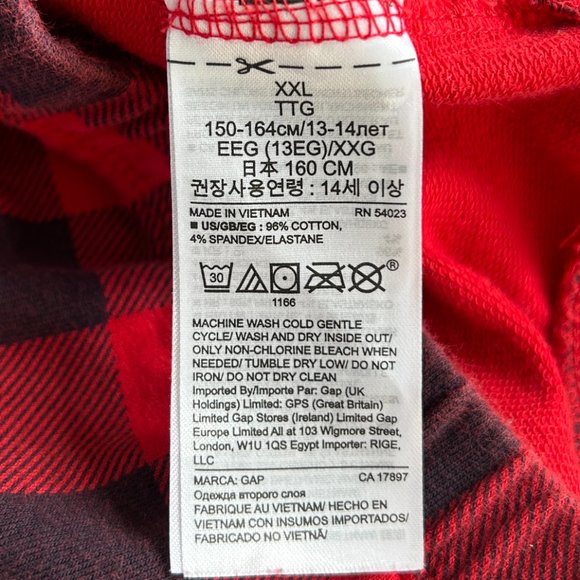 XXL
TTG
150-164см/13-14лет
EEG (13EG)/XXG
日本 160 CM
권장사용연령 : 14세 이상
MADE IN VIETNAM RN 54023
■ US/GB/EG : 96% COTTON,
4% SPANDEX/ELASTANE
30
®
1166
MACHINE WASH COLD GENTLE
CYCLE/ WASH AND DRY INSIDE OUT/
ONLY NON-CHLORINE BLEACH WHEN
NEEDED/ TUMBLE DRY LOW/ DO NOT
IRON/ DO NOT DRY CLEAN
Imported By/Importe Par: Gap (UK
Holdings) Limited: GPS (Great Britain)
Limited Gap Stores (Ireland) Limited Gap
Europe Limited All at 103 Wigmore Street,
London, W1U 1QS Egypt Importer: RIGE,
LLC
MARCA: GAP CA 17897
Одежда второго слоя
FABRIQUE AU VIETNAM/ HECHO EN
VIETNAM CON INSUMOS IMPORTADOS/
FABRICADO NO VIETNÃ/